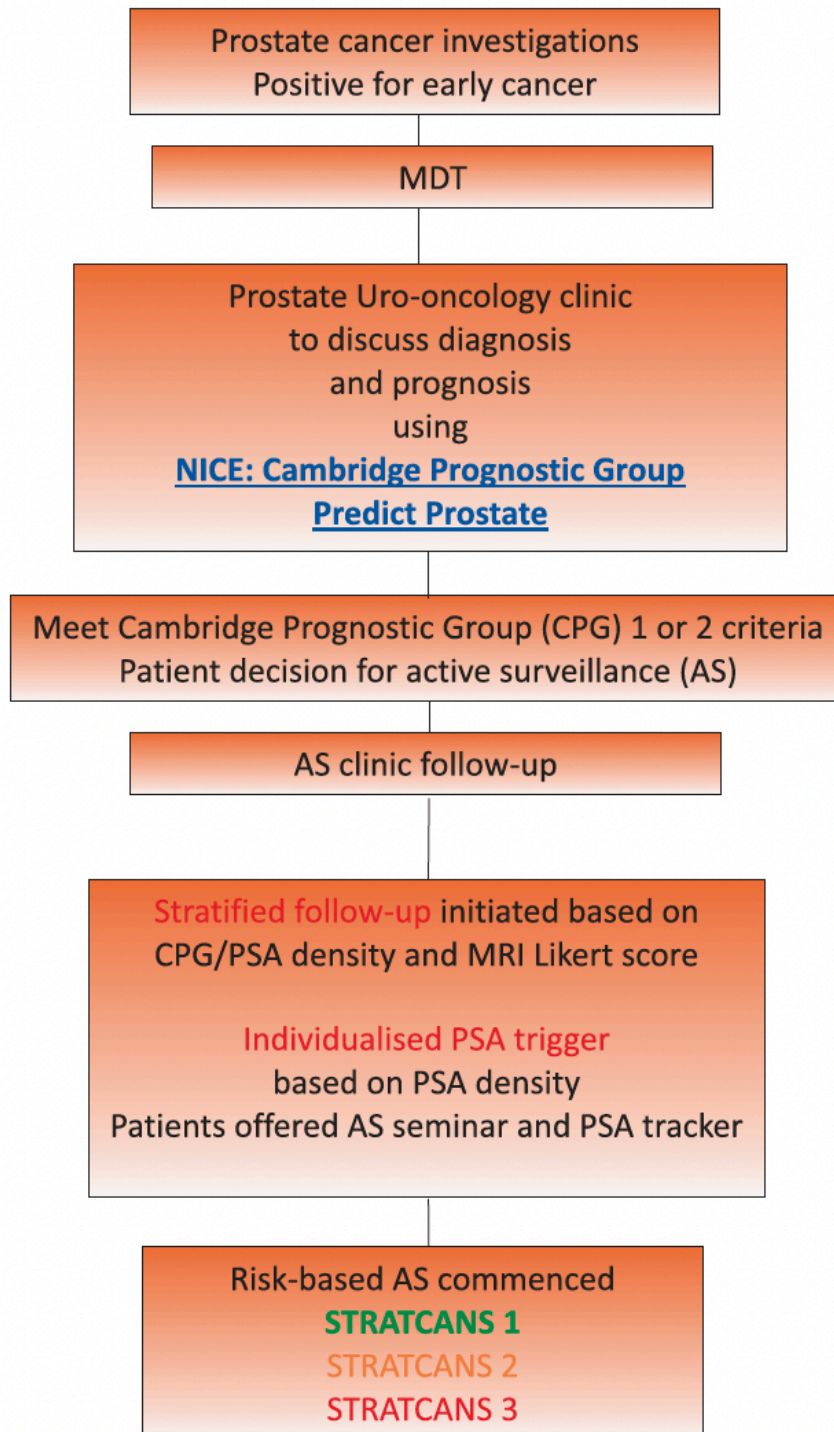 Prostate cancer investigations
Positive for early cancer
MDT
Prostate Uro-oncology clinic
to discuss diagnosis
and prognosis
using
NICE: Cambridge Prognostic Group
Predict Prostate
Meet Cambridge Prognostic Group (CPG) 1 or 2 criteria
Patient decision for active surveillance (AS)
AS clinic follow-up
Stratified follow-up initiated based on
CPG/PSA density and MRI Likert score
Individualised PSA trigger
based on PSA density
Patients offered AS seminar and PSA tracker
Risk-based AS commenced
STRATCANS 1
STRATCANS 2
STRATCANS 3